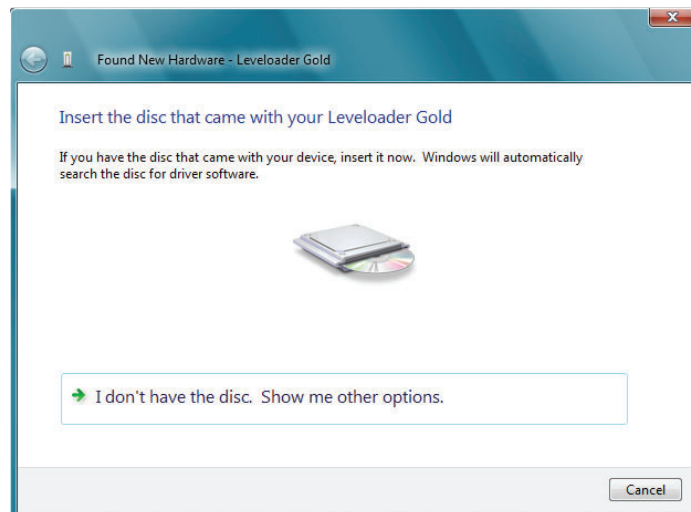 Found New Hardware - Leveloader Gold
Insert the disc that came with your Leveloader Gold
If you have the disc that came with your device, insert it now.  Windows will automatically
search the disc for driver software.
I don't have the disc.  Show me other options.
Cancel